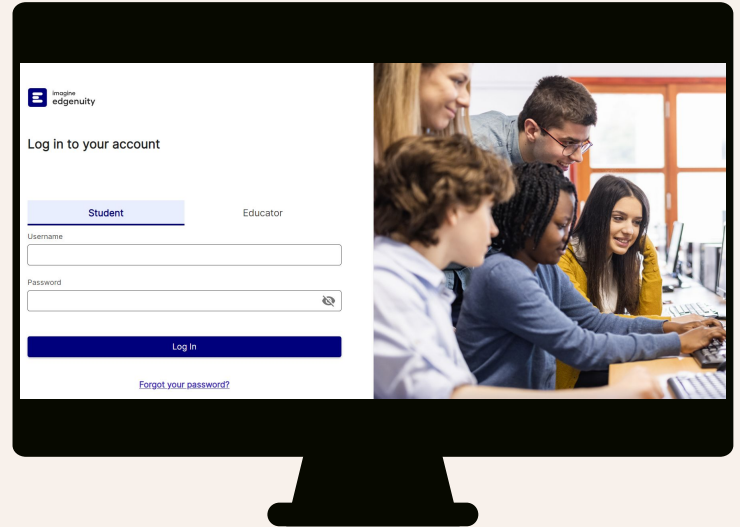 Imagine
edgenuity
Log in to your account
Student
Educator
Username
Password
Log In
Forgot your password?